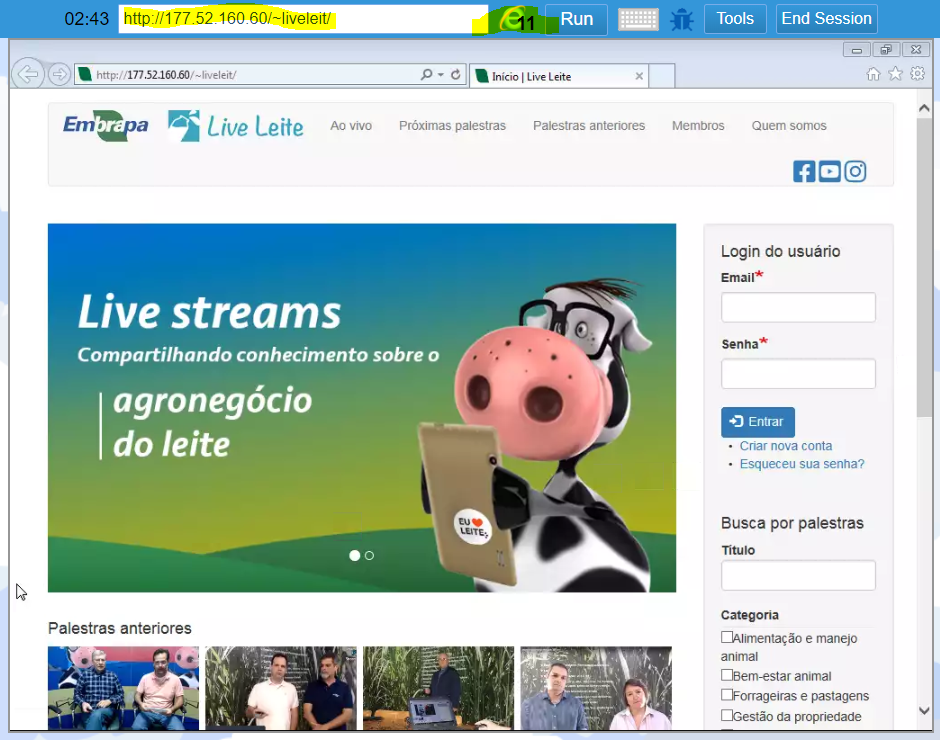 02:43
http://177.52.160.60/~liveleit/
11
Run
Tools
End Session
http://177.52.160.60/~liveleit/
Início | Live Leite
Embrapa
Live Leite
Ao vivo
Próximas palestras
Palestras anteriores
Membros
Quem somos
Live streams
Compartilhando conhecimento sobre o
agronegócio
do leite
EU
LEITE
Login do usuário
Email*
Senha*
Entrar
Criar nova conta
Esqueceu sua senha?
Busca por palestras
Título
Categoria
Alimentação e manejo
animal
Bem-estar animal
Forrageiras e pastagens
Gestão da propriedade
Palestras anteriores